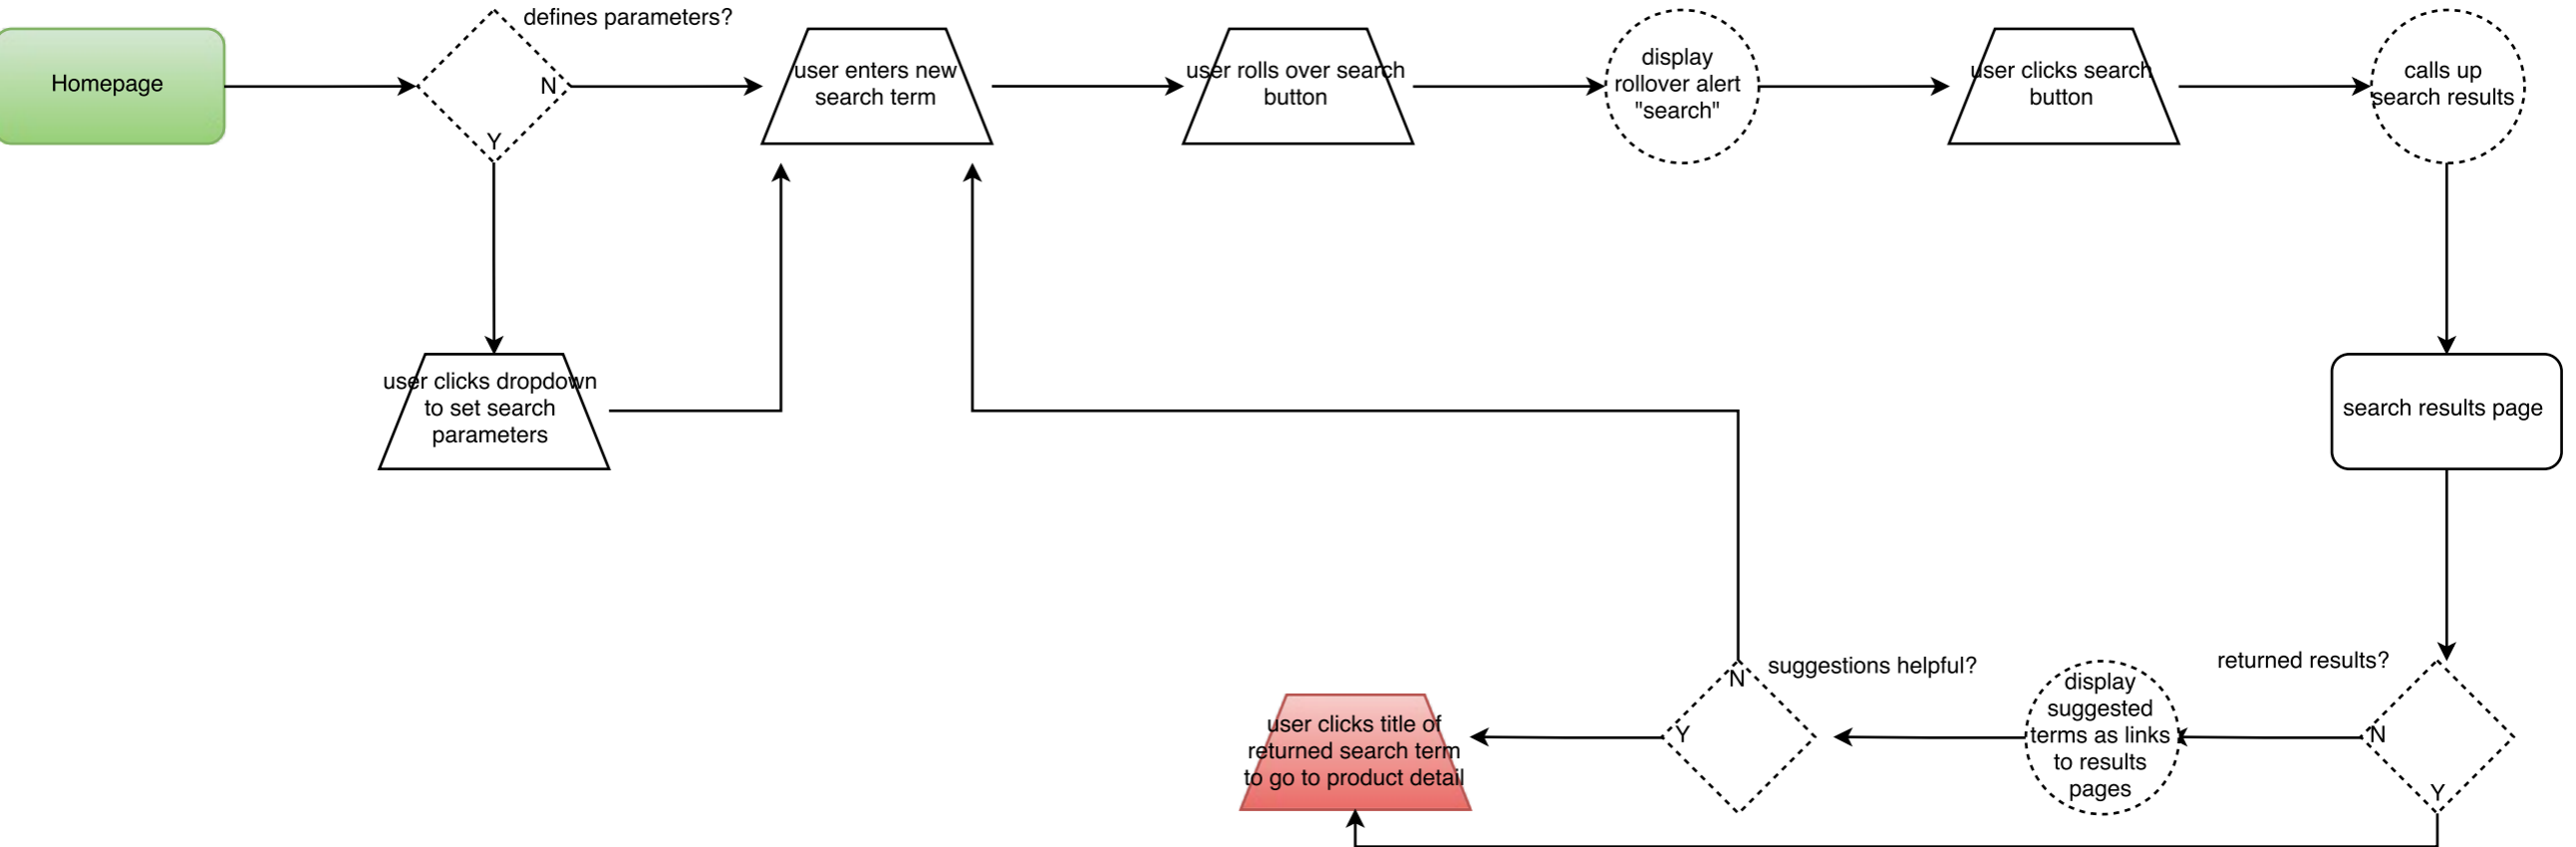 defines parameters?
Homepage
N
Y
user enters new
search term
user rolls over search
button
display
rollover alert
"search"
user clicks search
button
calls up
search results
user clicks dropdown
to set search
parameters
search results page
returned results?
N
Y
display
suggested
terms as links
to results
pages
suggestions helpful?
N
Y
user clicks title of
returned search term
to go to product detail